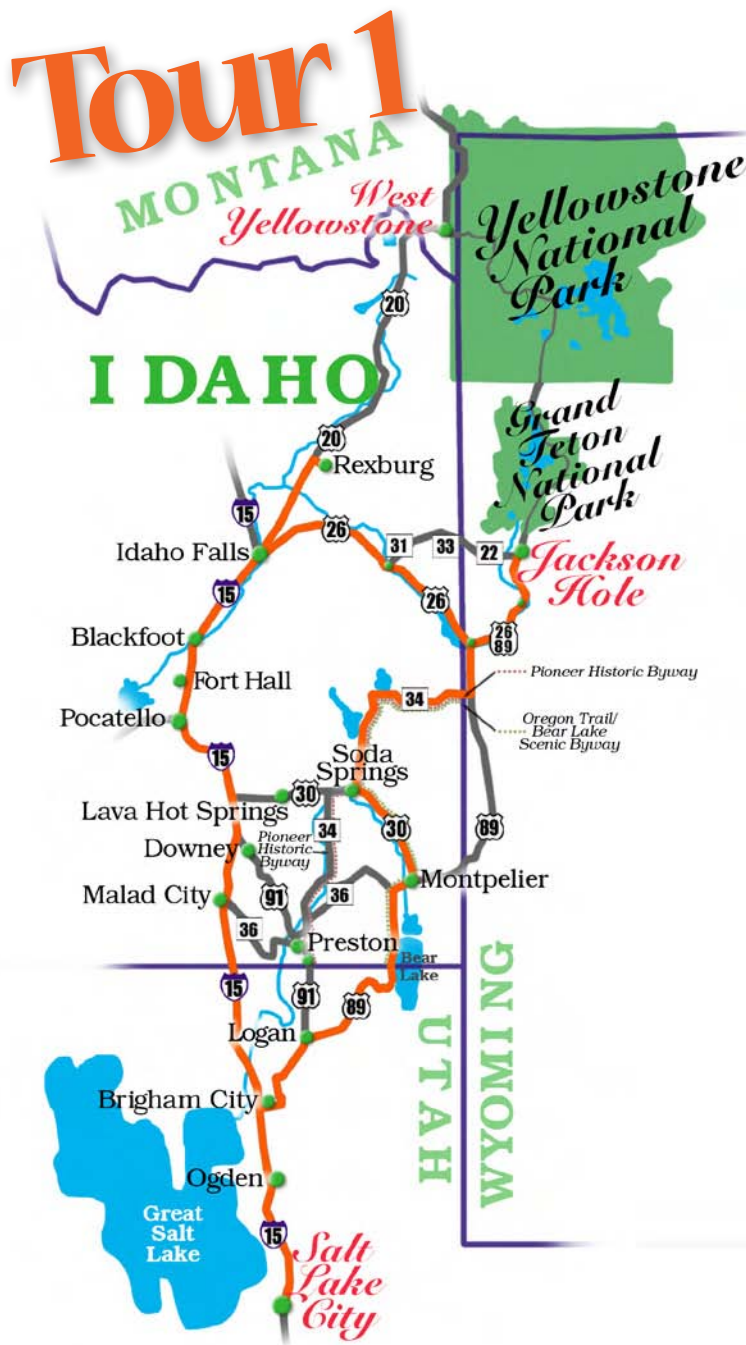 Tour 1
MONTANA
West
Yellowstone
Yellowstone
National
Park
20
IDAHO
Grand
Teton
National
Park
20
Rexburg
15
26
31
33
22
Idaho Falls
Jackson
Hole
15
26
Blackfoot
26
89
Fort Hall
Pioneer Historic Byway
34
Pocatello
Oregon Trail/
Bear Lake
Scenic Byway
15
Soda
Springs
30
Lava Hot Springs
34
30
89
Pioneer
Historic
Byway
Downey
Montpelier
91
36
Malad City
36
Preston
Bear
Lake
15
91
89
Logan
UTAH
WYOMING
Brigham City
Ogden
Great
Salt
Lake
15
Salt
Lake
City